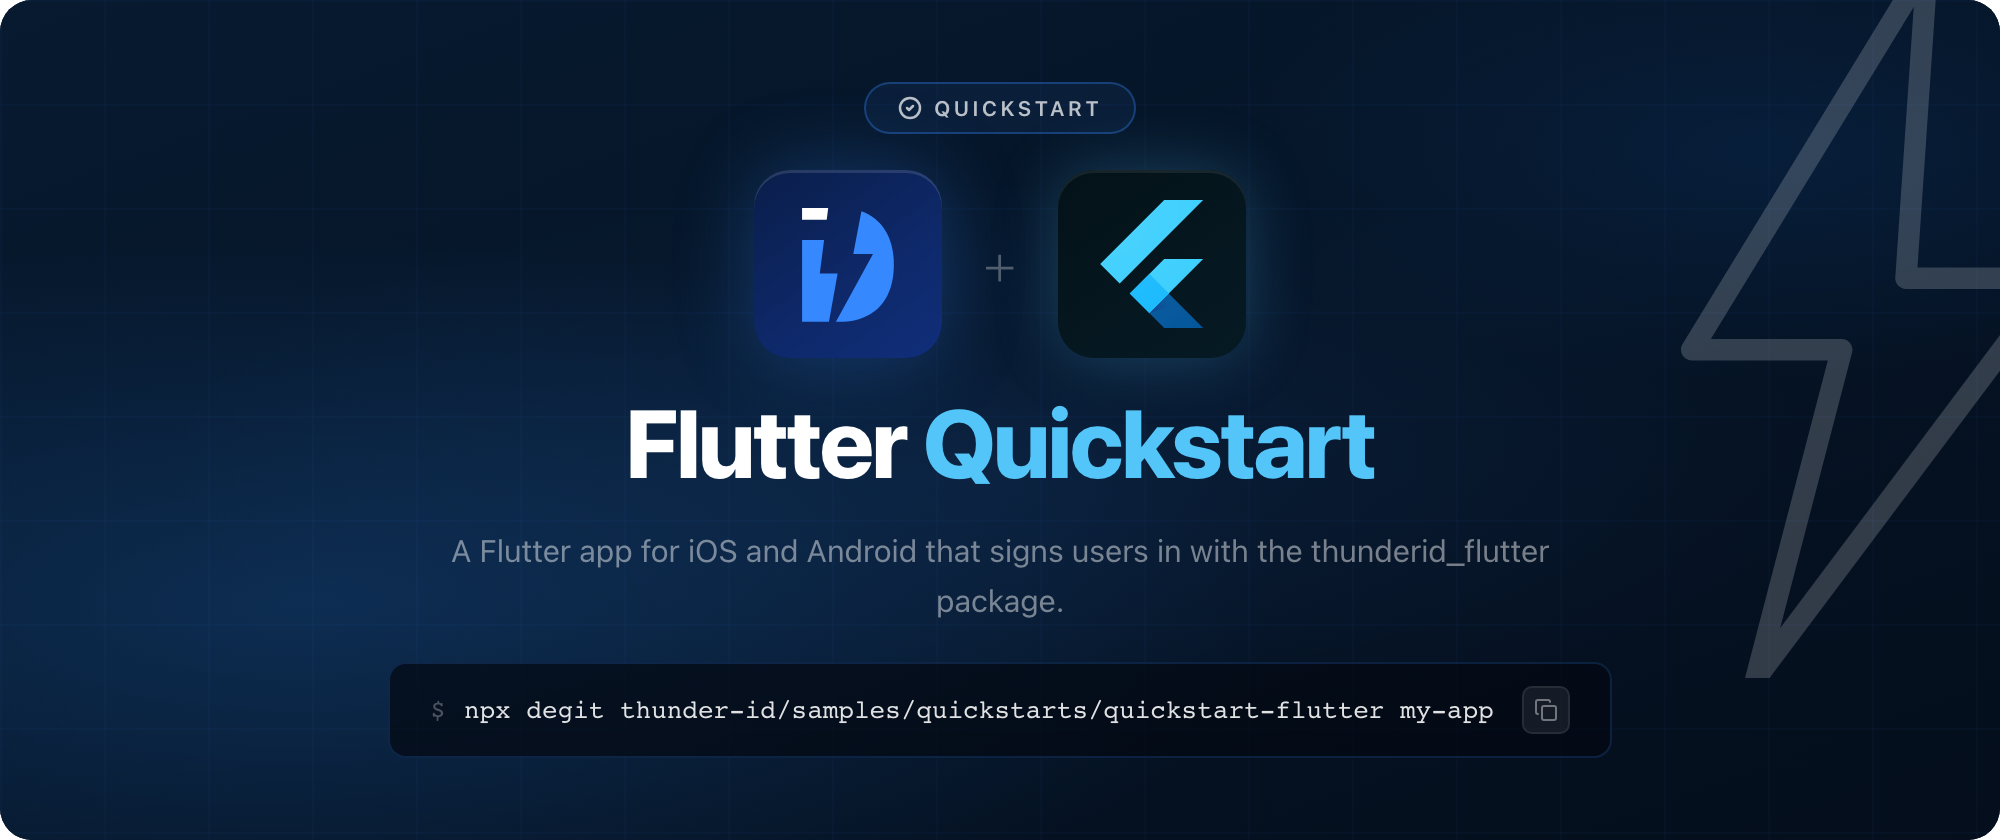 QUICKSTART
Flutter Quickstart
A Flutter app for iOS and Android that signs users in with the thunderid_flutter
package.
$ npx degit thunder-id/samples/quickstarts/quickstart-flutter my-app